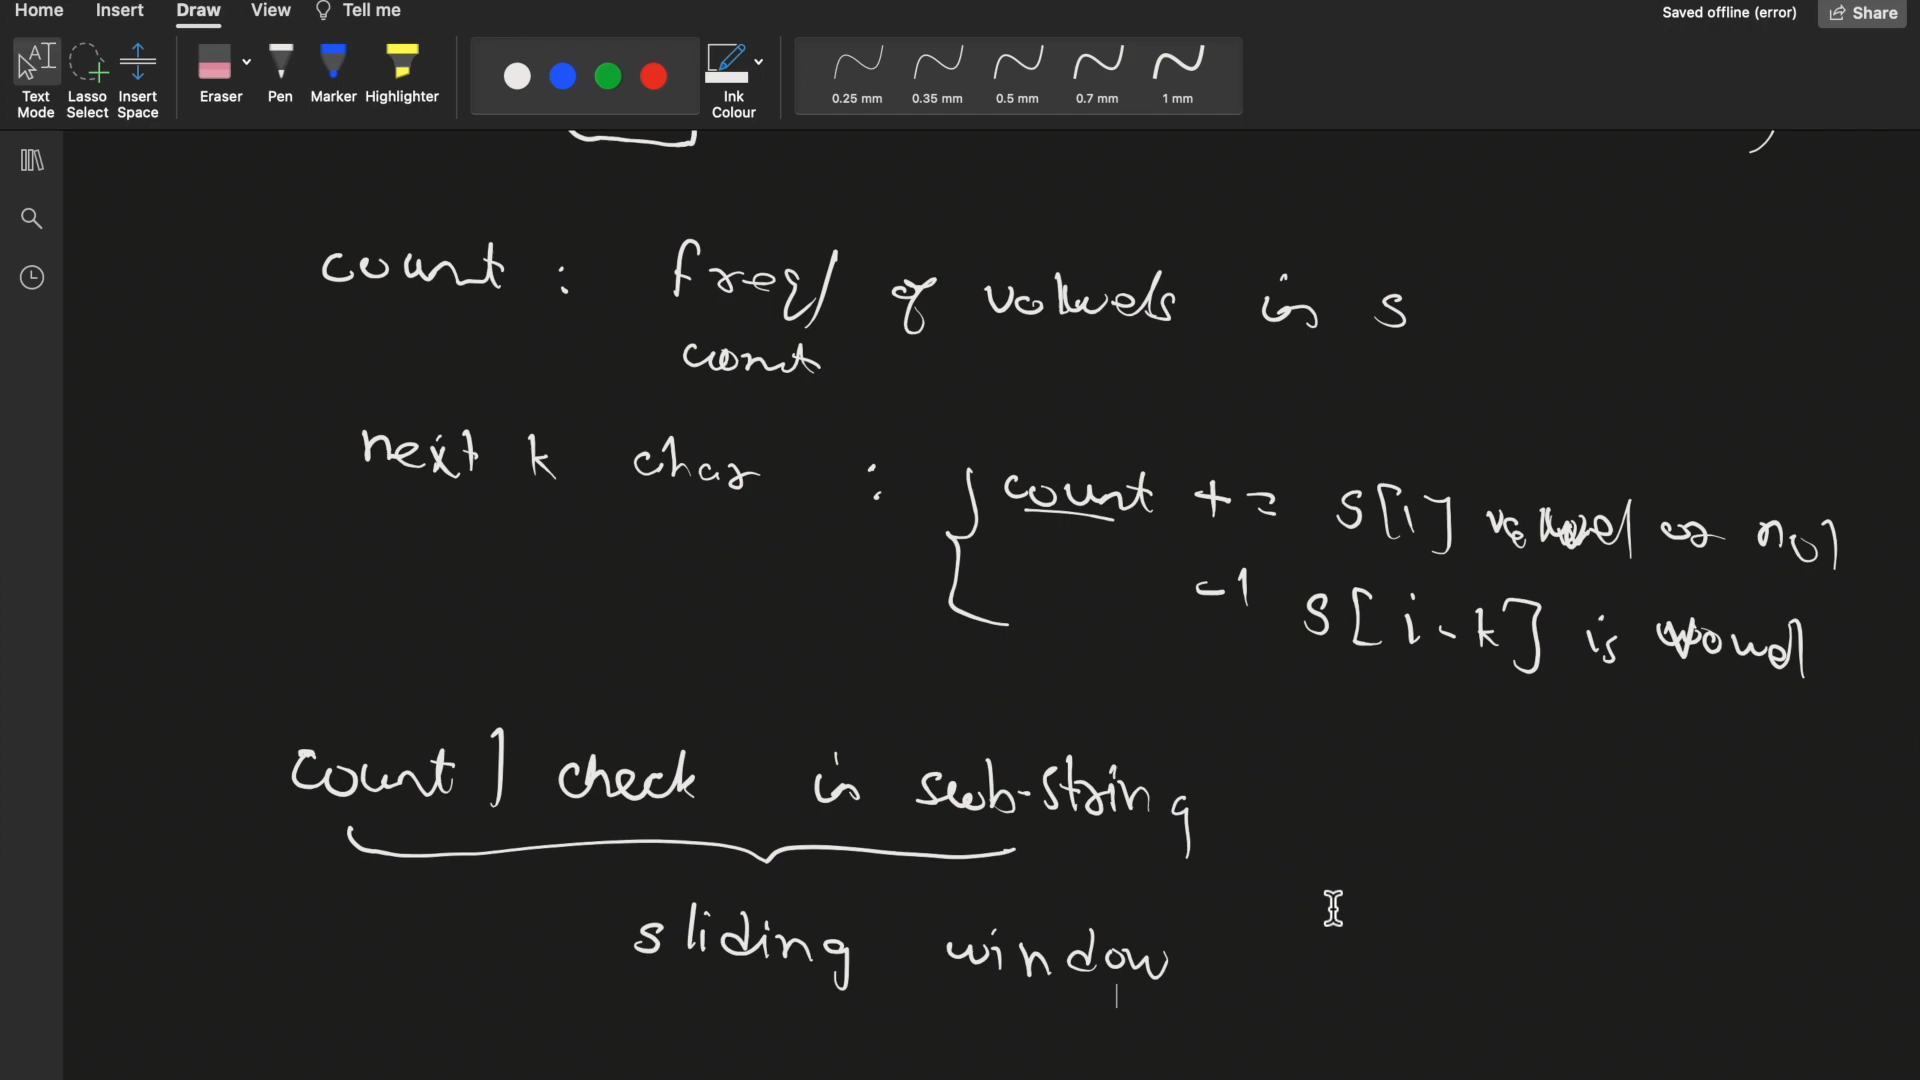 Home Insert Draw View Tell me Saved offline (error) Share
Text Mode Lasso Select Insert Space Eraser Pen Marker Highlighter Ink Colour 0.25 mm 0.35 mm 0.5 mm 0.7 mm 1 mm
count : freq/ of vowels in s
count
next k char : { count += s[i] vowel or not
-1 s[i-k] is vowel
count ] check in sub-string
sliding window